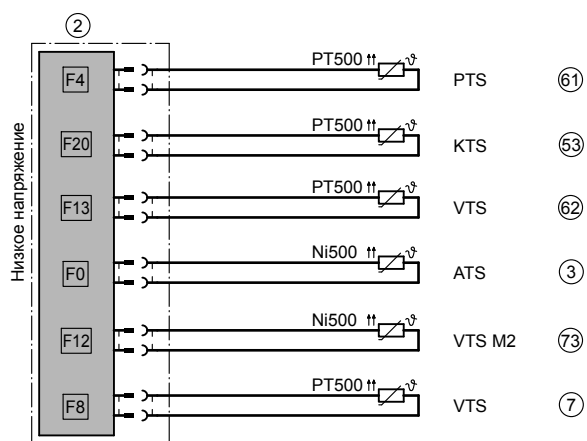 2
Низкое напряжение
F4 PT500 ϑ PTS 61
F20 PT500 ϑ KTS 53
F13 PT500 ϑ VTS 62
F0 Ni500 ϑ ATS 3
F12 Ni500 ϑ VTS M2 73
F8 PT500 ϑ VTS 7